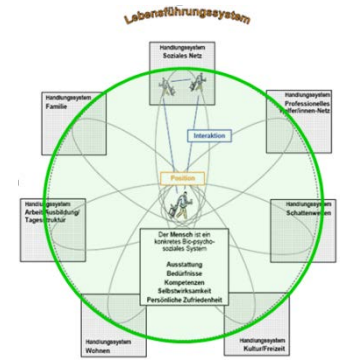 Lebensführungssystem
Handlungssystem
Soziales Netz
Handlungssystem
Familie
Handlungssystem
Professionelles
Helfer/innen-Netz
Interaktion
Position
Handlungssystem
Arbeit/Ausbildung/
Tagesstruktur
Handlungssystem
Schattenwelten
Der Mensch ist ein
konkretes Bio-psycho-
soziales System
Ausstattung
Bedürfnisse
Kompetenzen
Selbstwirksamkeit
Persönliche Zufriedenheit
Handlungssystem
Wohnen
Handlungssystem
Kultur/Freizeit